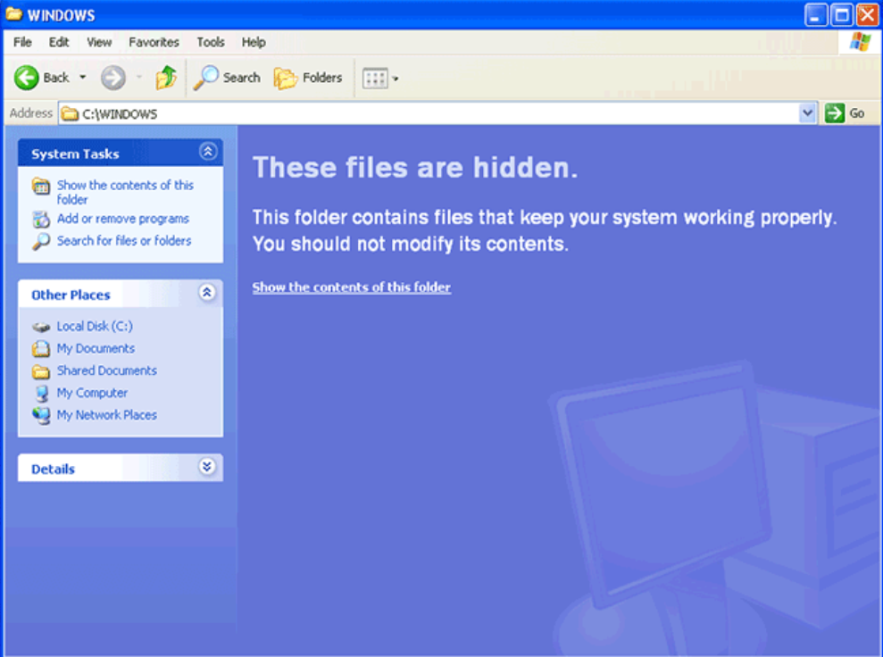 WINDOWS
File Edit View Favorites Tools Help
Back Search Folders
Address C:\WINDOWS Go
System Tasks
Show the contents of this
folder
Add or remove programs
Search for files or folders
Other Places
Local Disk (C:)
My Documents
Shared Documents
My Computer
My Network Places
Details
These files are hidden.
This folder contains files that keep your system working properly.
You should not modify its contents.
Show the contents of this folder